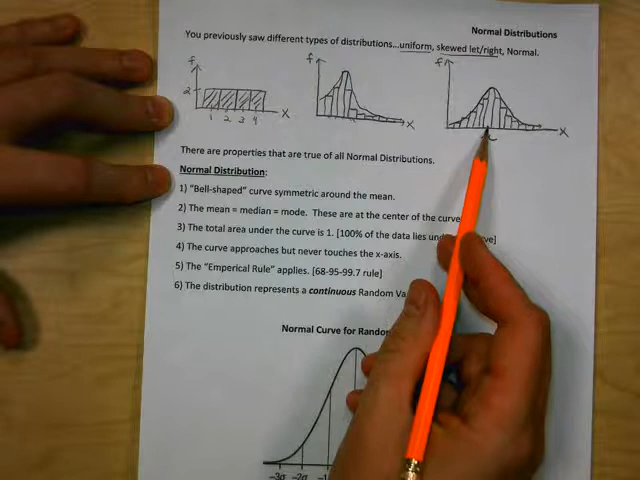 Normal Distributions
You previously saw different types of distributions...uniform, skewed let/right, Normal.
f f f
2
1 2 3 4 X X X
There are properties that are true of all Normal Distributions.
Normal Distribution:
1) "Bell-shaped" curve symmetric around the mean.
2) The mean = median = mode. These are at the center of the curve
3) The total area under the curve is 1. [100% of the data lies curve]
4) The curve approaches but never touches the x-axis.
5) The "Emperical Rule" applies. [68-95-99.7 rule]
6) The distribution represents a continuous Random
Normal Curve for
-3σ -2σ